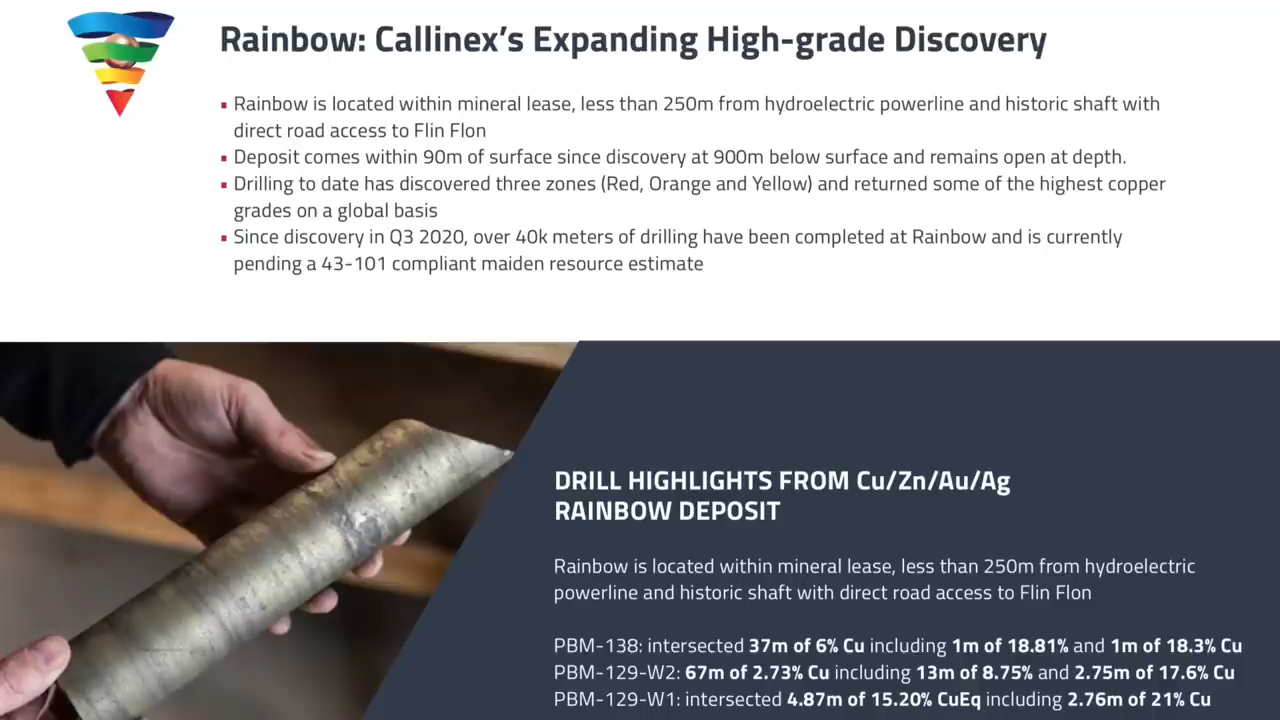 Rainbow: Callinex’s Expanding High-grade Discovery
▪ Rainbow is located within mineral lease, less than 250m from hydroelectric powerline and historic shaft with
direct road access to Flin Flon
▪ Deposit comes within 90m of surface since discovery at 900m below surface and remains open at depth.
▪ Drilling to date has discovered three zones (Red, Orange and Yellow) and returned some of the highest copper
grades on a global basis
▪ Since discovery in Q3 2020, over 40k meters of drilling have been completed at Rainbow and is currently
pending a 43-101 compliant maiden resource estimate
DRILL HIGHLIGHTS FROM Cu/Zn/Au/Ag
RAINBOW DEPOSIT
Rainbow is located within mineral lease, less than 250m from hydroelectric
powerline and historic shaft with direct road access to Flin Flon
PBM-138: intersected 37m of 6% Cu including 1m of 18.81% and 1m of 18.3% Cu
PBM-129-W2: 67m of 2.73% Cu including 13m of 8.75% and 2.75m of 17.6% Cu
PBM-129-W1: intersected 4.87m of 15.20% CuEq including 2.76m of 21% Cu